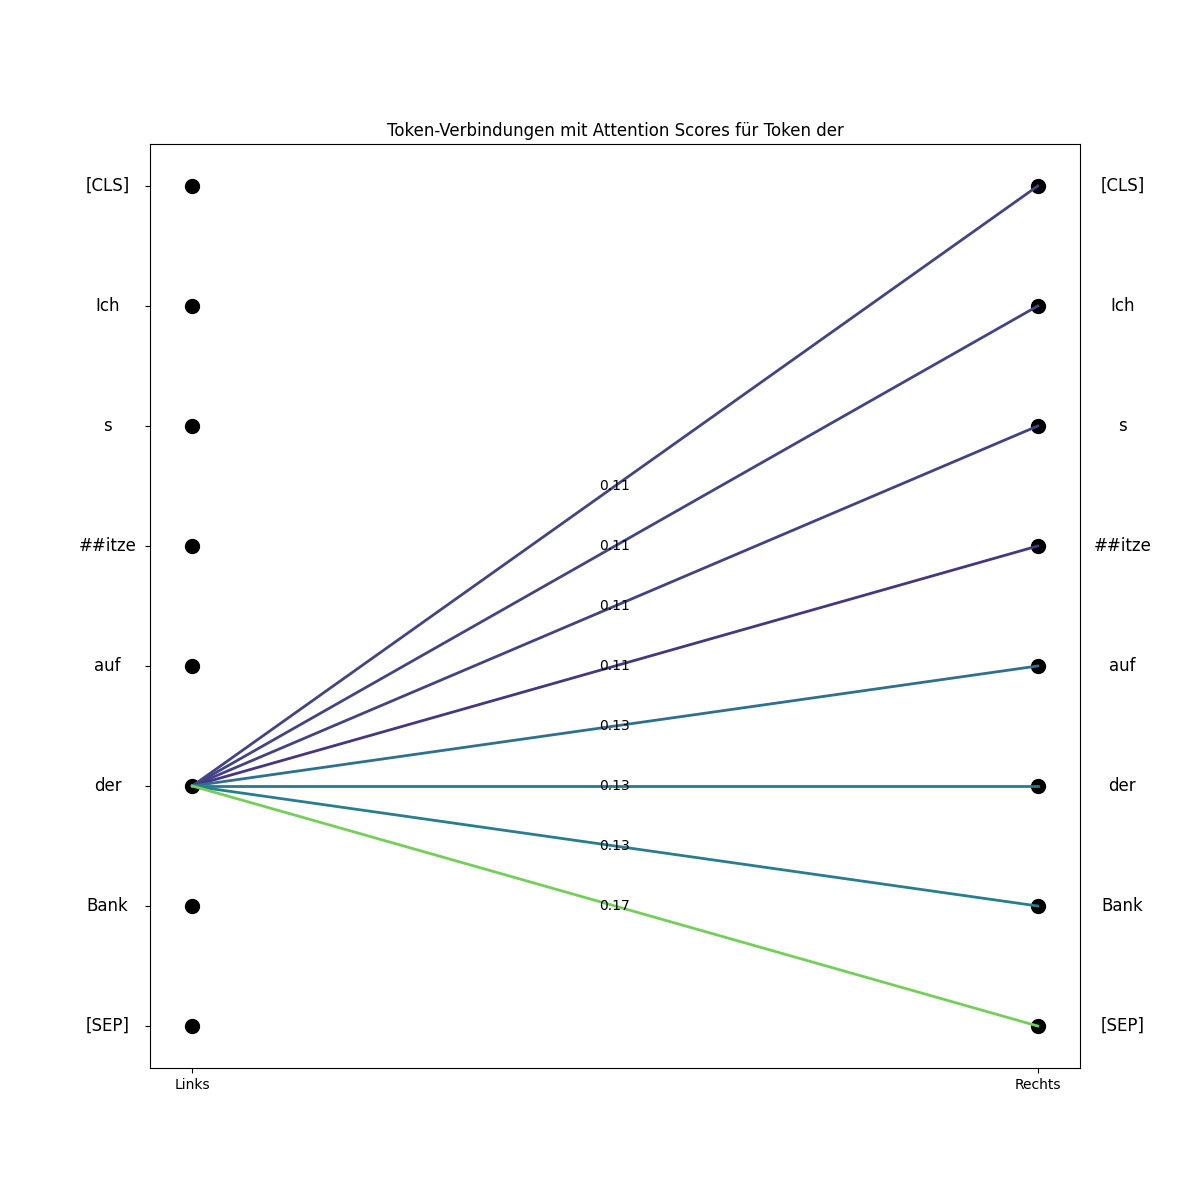 Token-Verbindungen mit Attention Scores für Token der
[CLS] [CLS]
Ich Ich
s s
0.11
##itze 0.11 ##itze
0.11
auf 0.11 auf
0.13
der 0.13 der
0.13
Bank 0.17 Bank
[SEP] [SEP]
Links Rechts